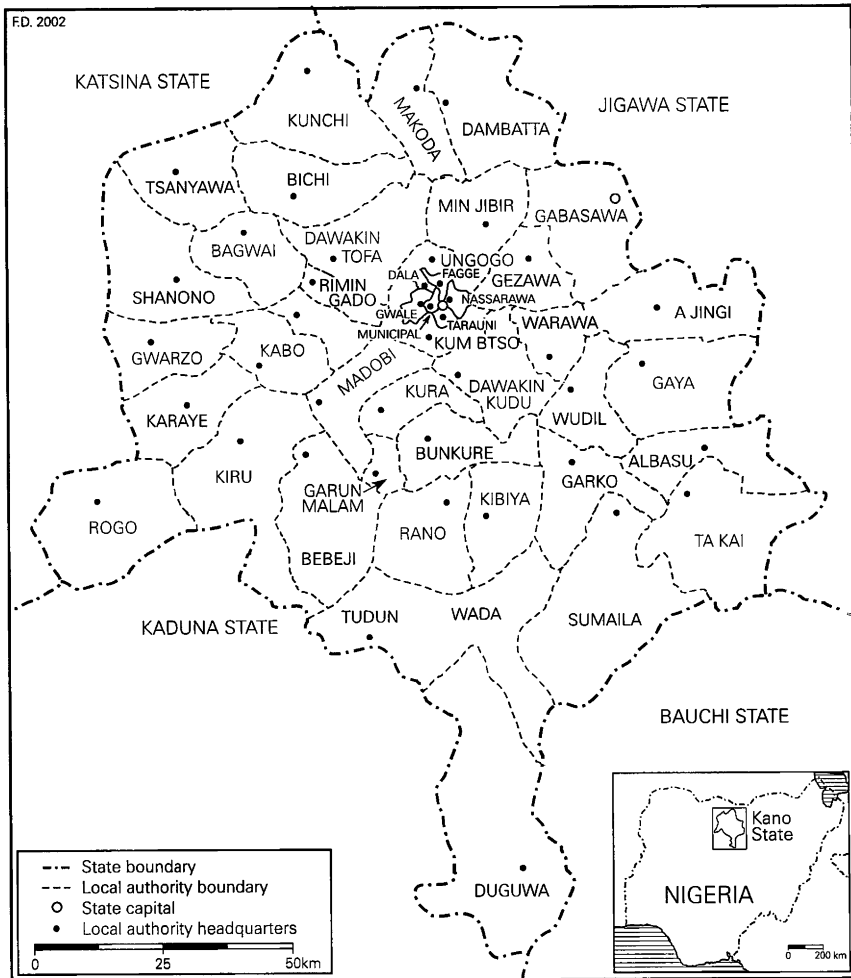 F.D. 2002
KATSINA STATE
JIGAWA STATE
KUNCHI
MAKODA
DAMBATTA
TSANYAWA
BICHI
MIN JIBIR
GABASAWA
BAGWAI
DAWAKIN
TOFA
UNGOGO
DALA
FAGGE
GEZAWA
SHANONO
RIMIN
GADO
NASSARAWA
A JINGI
GWALE
MUNICIPAL
TARAUNI
WARAWA
KUM BTSO
GWARZO
KABO
MADOBI
KURA
DAWAKIN
KUDU
GAYA
KARAYE
WUDIL
BUNKURE
KIRU
GARUN
MALAM
GARKO
ALBASU
ROGO
RANO
KIBIYA
TA KAI
BEBEJI
KADUNA STATE
TUDUN
WADA
SUMAILA
BAUCHI STATE
DUGUWA
State boundary
Local authority boundary
State capital
Local authority headquarters
0
25
50km
Kano
State
NIGERIA
0
200 km